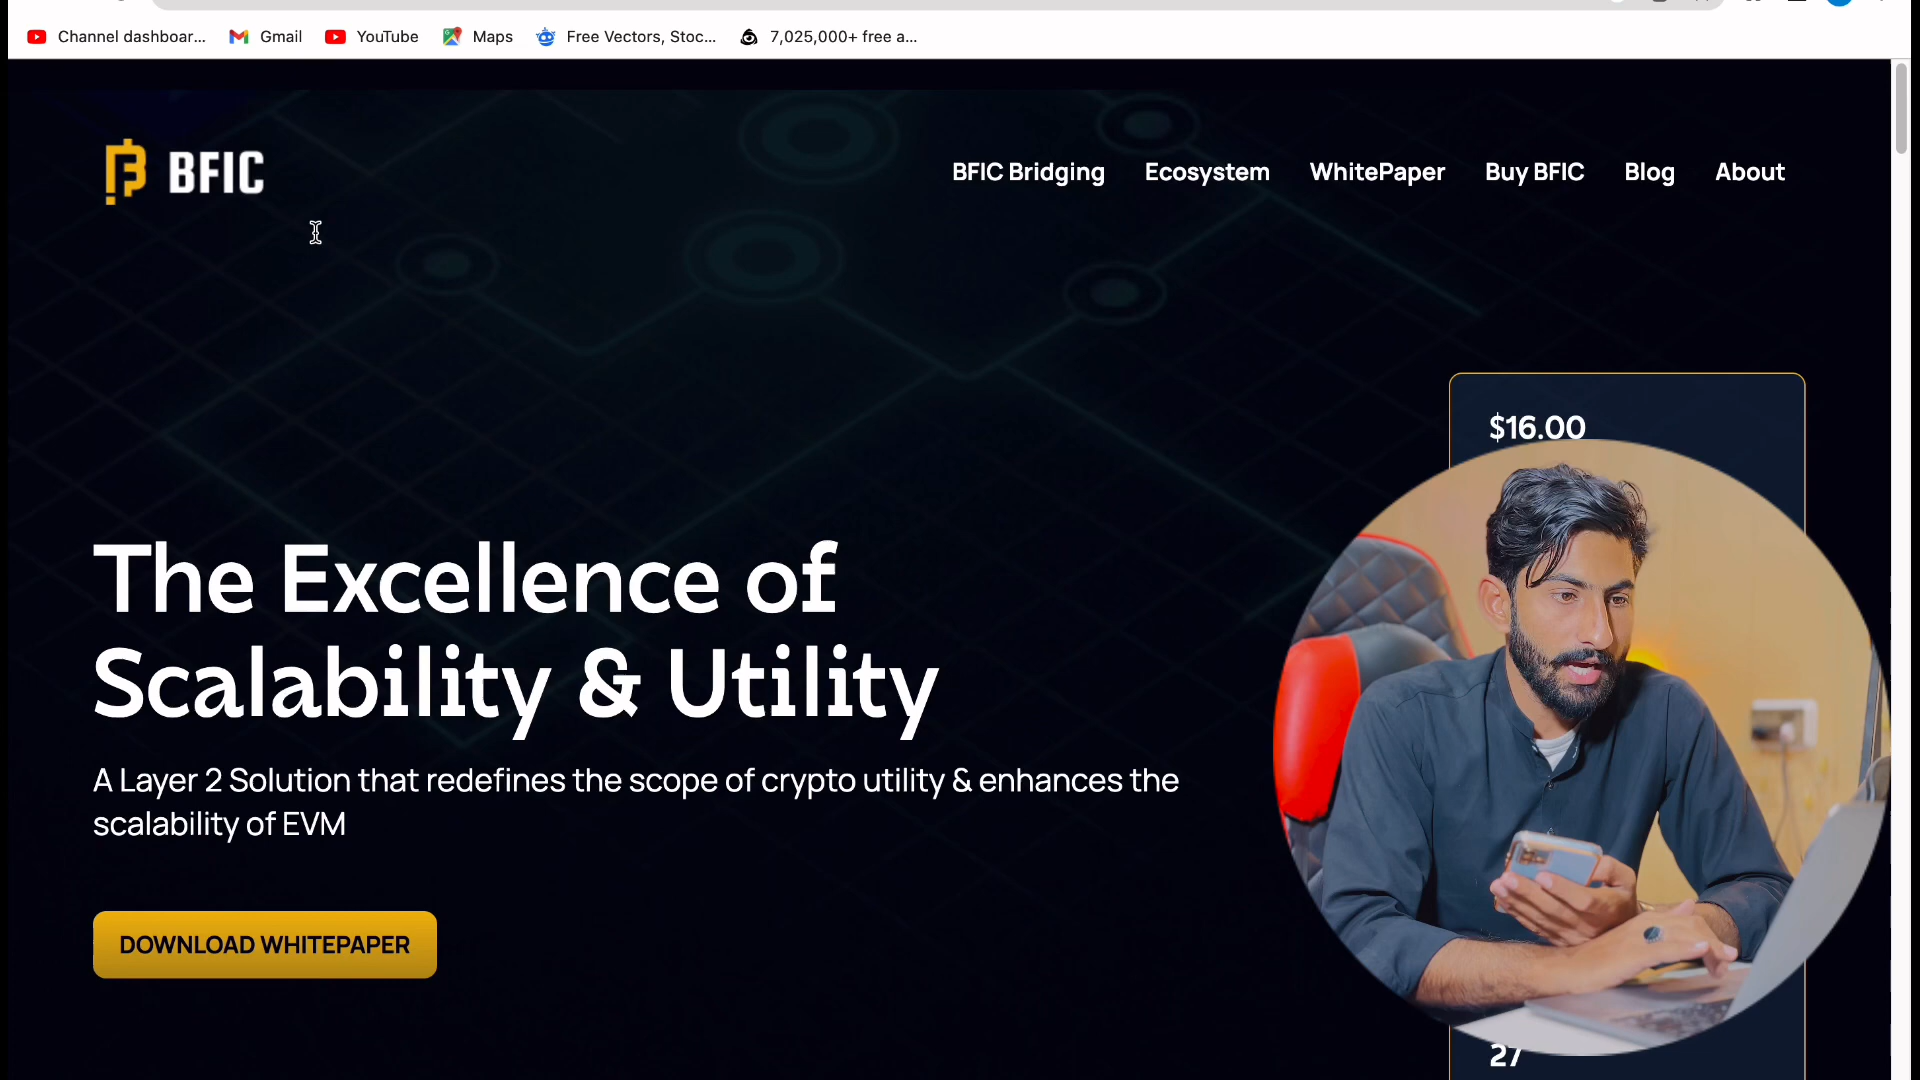 Channel dashboar... Gmail YouTube Maps Free Vectors, Stoc... 7,025,000+ free a...
BFIC BFIC Bridging Ecosystem WhitePaper Buy BFIC Blog About
$16.00
The Excellence of
Scalability & Utility
A Layer 2 Solution that redefines the scope of crypto utility & enhances the
scalability of EVM
DOWNLOAD WHITEPAPER
27